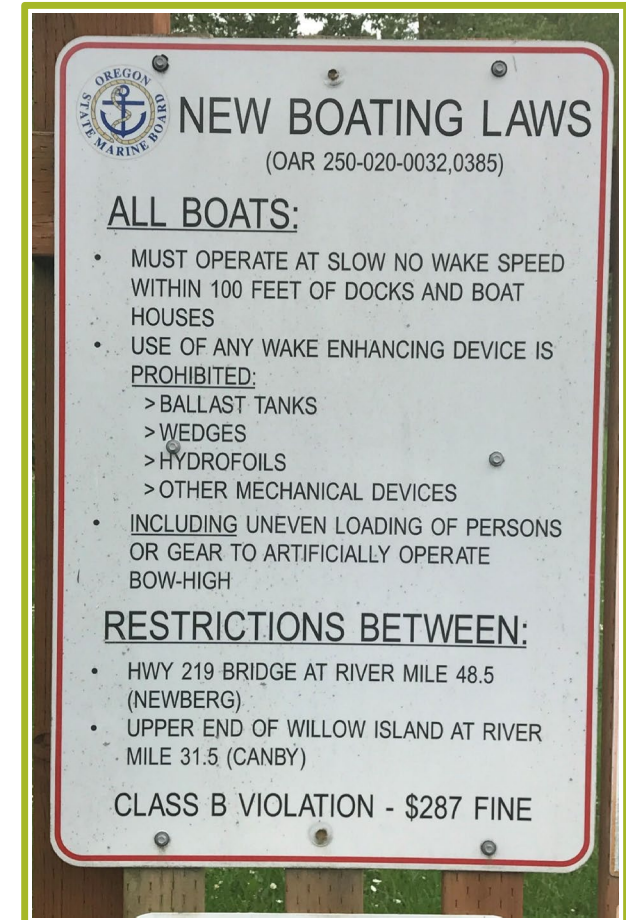 OREGON
STATE MARINE BOARD
NEW BOATING LAWS
(OAR 250-020-0032,0385)
ALL BOATS:
• MUST OPERATE AT SLOW NO WAKE SPEED
WITHIN 100 FEET OF DOCKS AND BOAT
HOUSES
• USE OF ANY WAKE ENHANCING DEVICE IS
PROHIBITED:
>BALLAST TANKS
>WEDGES
>HYDROFOILS
>OTHER MECHANICAL DEVICES
• INCLUDING UNEVEN LOADING OF PERSONS
OR GEAR TO ARTIFICIALLY OPERATE
BOW-HIGH
RESTRICTIONS BETWEEN:
• HWY 219 BRIDGE AT RIVER MILE 48.5
(NEWBERG)
• UPPER END OF WILLOW ISLAND AT RIVER
MILE 31.5 (CANBY)
CLASS B VIOLATION - $287 FINE